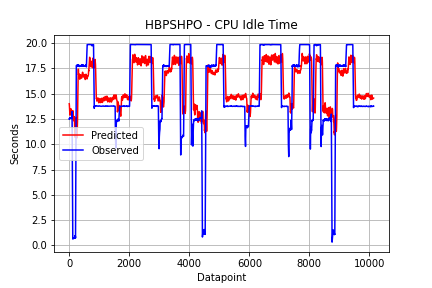 HBPSHPO - CPU Idle Time
20.0
17.5
15.0
12.5
10.0
7.5
5.0
2.5
0.0
Seconds
Predicted
Observed
0 2000 4000 6000 8000 10000
Datapoint